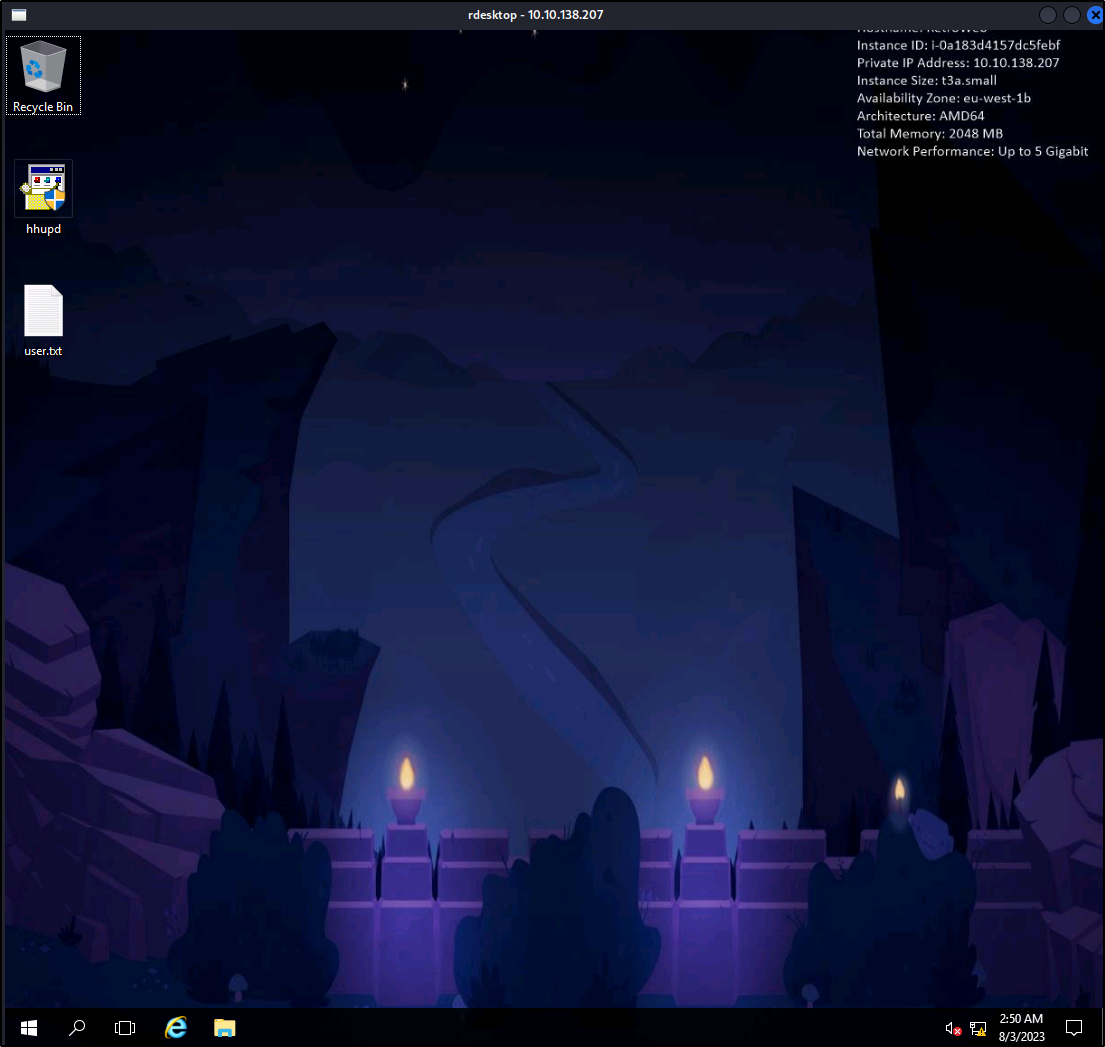 rdesktop - 10.10.138.207
Hostname: RetroWeb
Instance ID: i-0a183d4157dc5febf
Private IP Address: 10.10.138.207
Instance Size: t3a.small
Availability Zone: eu-west-1b
Architecture: AMD64
Total Memory: 2048 MB
Network Performance: Up to 5 Gigabit
Recycle Bin
hhupd
user.txt
2:50 AM
8/3/2023